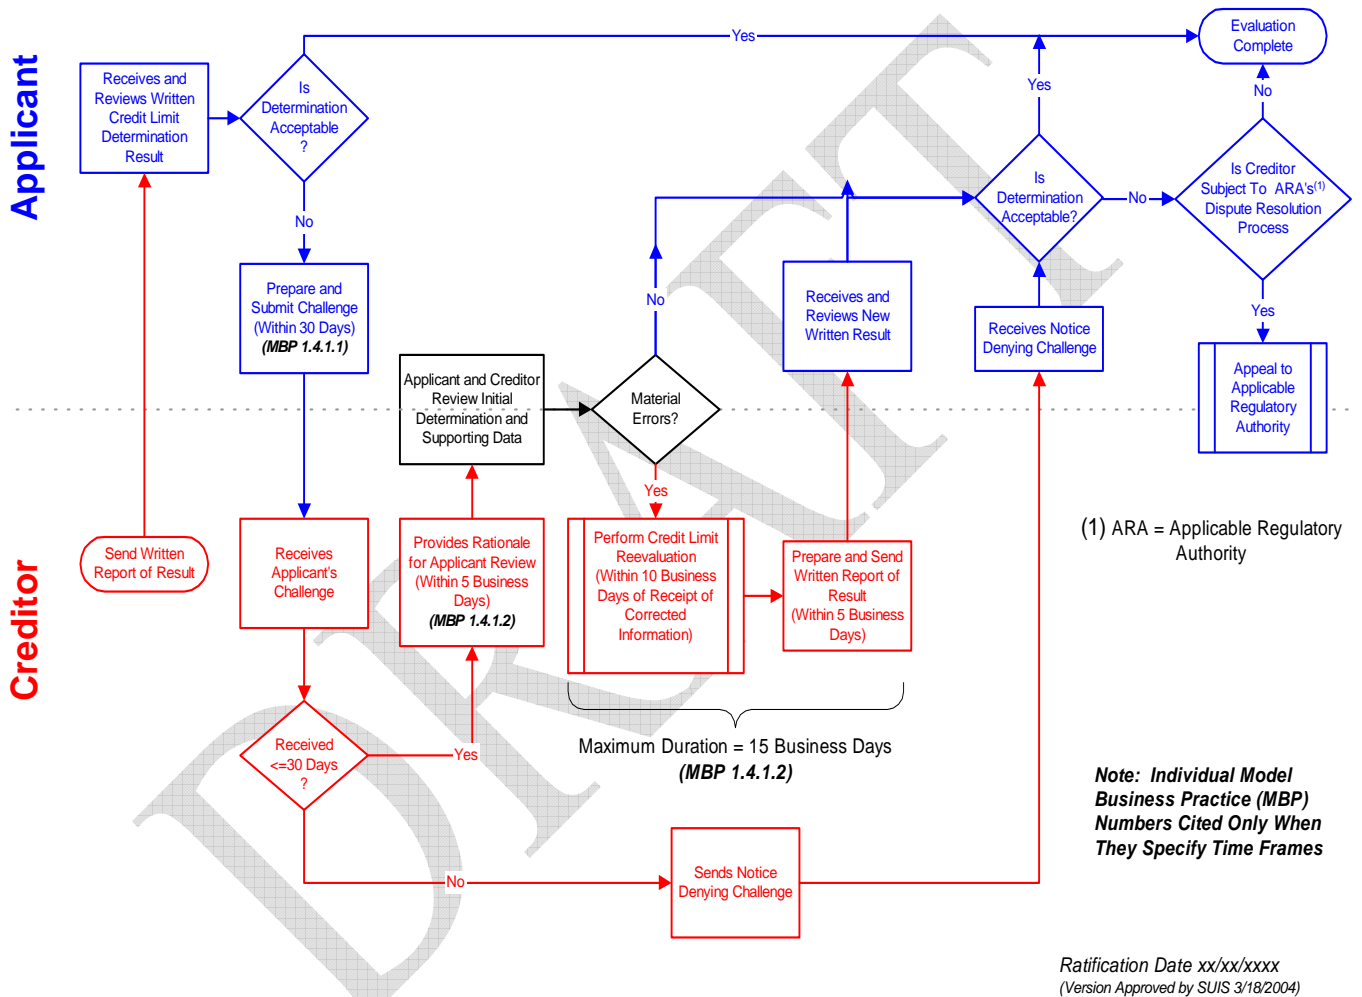 Applicant
Creditor
DRAFT
Receives and
Reviews Written
Credit Limit
Determination
Result
Is
Determination
Acceptable
?
Yes
Evaluation
Complete
No
Prepare and
Submit Challenge
(Within 30 Days)
(MBP 1.4.1.1)
Applicant and Creditor
Review Initial
Determination and
Supporting Data
Material
Errors?
No
Receives and
Reviews New
Written Result
Is
Determination
Acceptable?
Yes
No
Receives Notice
Denying Challenge
Is Creditor
Subject To ARA's(1)
Dispute Resolution
Process
No
Yes
Appeal to
Applicable
Regulatory
Authority
Send Written
Report of Result
Receives
Applicant's
Challenge
Provides Rationale
for Applicant Review
(Within 5 Business
Days)
(MBP 1.4.1.2)
Yes
Perform Credit Limit
Reevaluation
(Within 10 Business
Days of Receipt of
Corrected
Information)
Prepare and Send
Written Report of
Result
(Within 5 Business
Days)
(1) ARA = Applicable Regulatory
Authority
Received
<=30 Days
?
Yes
No
Maximum Duration = 15 Business Days
(MBP 1.4.1.2)
Sends Notice
Denying Challenge
Note: Individual Model
Business Practice (MBP)
Numbers Cited Only When
They Specify Time Frames
Ratification Date xx/xx/xxxx
(Version Approved by SUIS 3/18/2004)